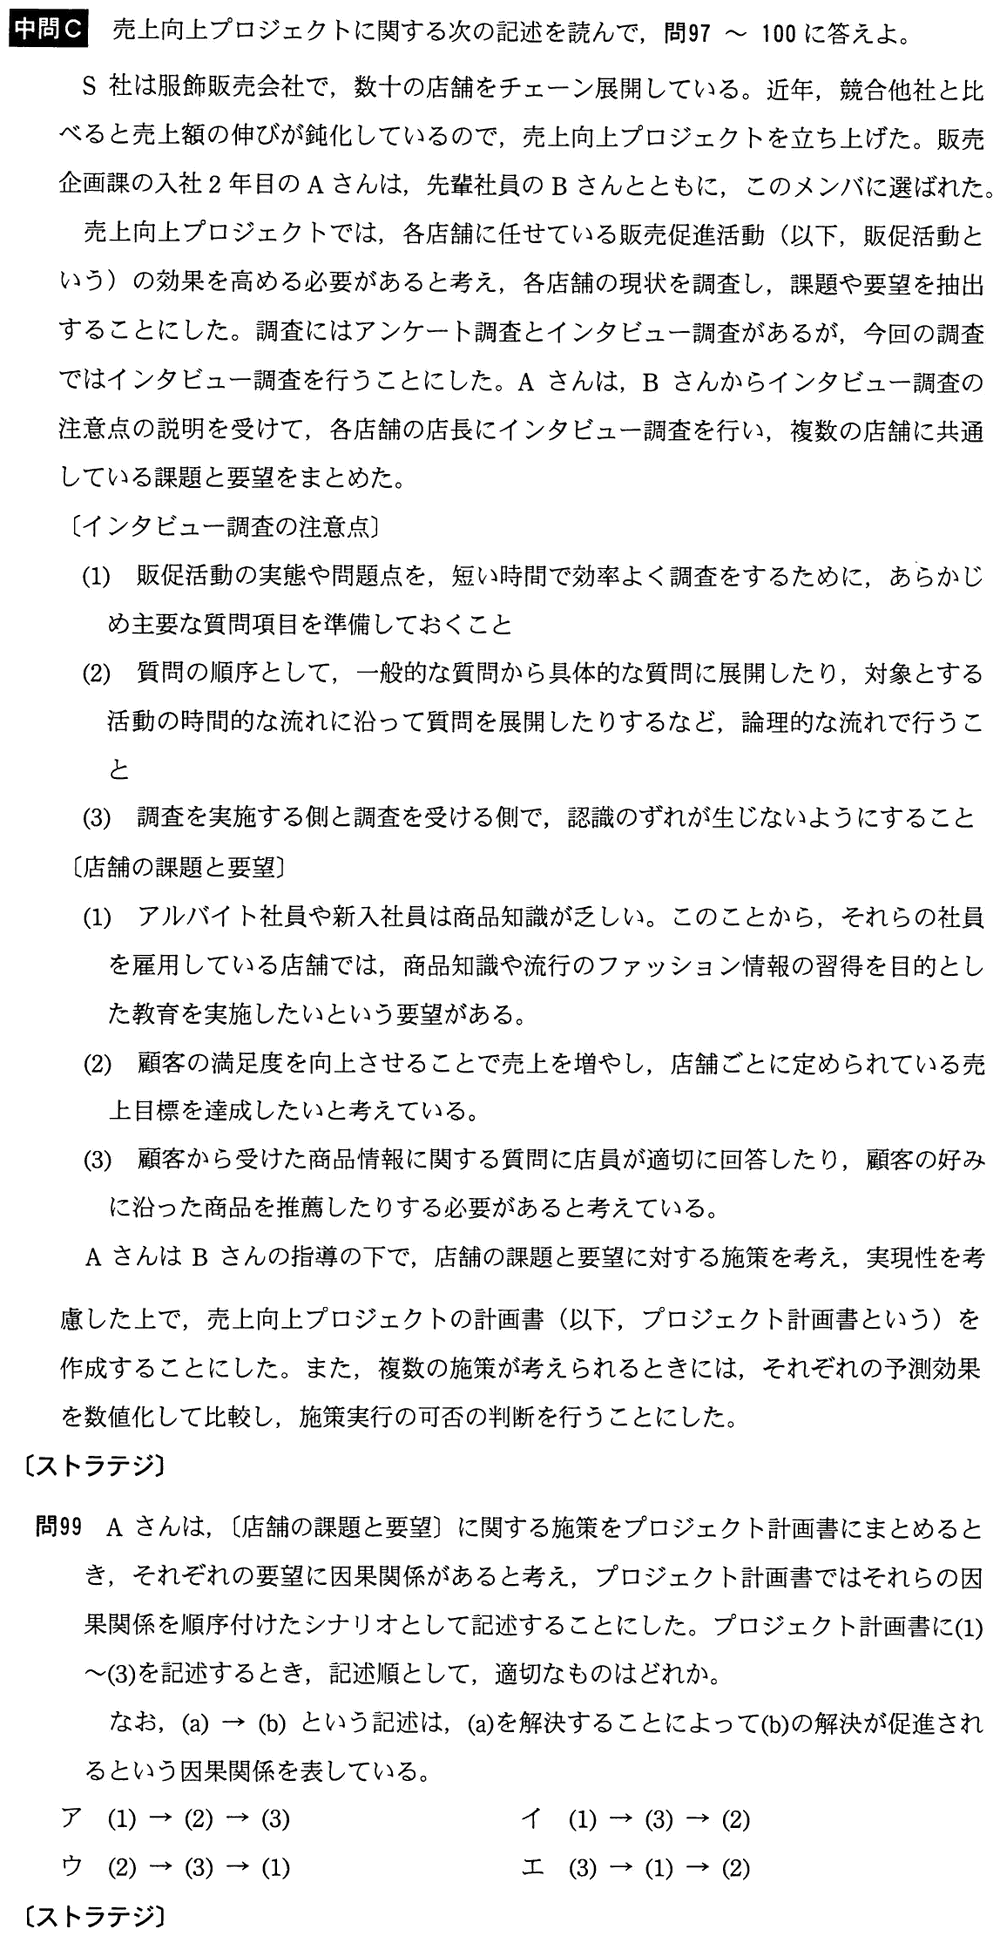 中問C 売上向上プロジェクトに関する次の記述を読んで，問97 ～ 100 に答えよ。
S 社は服飾販売会社で，数十の店舗をチェーン展開している。近年，競合他社と比
べると売上額の伸びが鈍化しているので，売上向上プロジェクトを立ち上げた。販売
企画課の入社 2 年目の A さんは，先輩社員の B さんとともに，このメンバに選ばれた。
売上向上プロジェクトでは，各店舗に任せている販売促進活動（以下，販促活動と
いう）の効果を高める必要があると考え，各店舗の現状を調査し，課題や要望を抽出
することにした。調査にはアンケート調査とインタビュー調査があるが，今回の調査
ではインタビュー調査を行うことにした。A さんは，B さんからインタビュー調査の
注意点の説明を受けて，各店舗の店長にインタビュー調査を行い，複数の店舗に共通
している課題と要望をまとめた。
〔インタビュー調査の注意点〕
(1) 販促活動の実態や問題点を，短い時間で効率よく調査をするために，あらかじ
め主要な質問項目を準備しておくこと
(2) 質問の順序として，一般的な質問から具体的な質問に展開したり，対象とする
活動の時間的な流れに沿って質問を展開したりするなど，論理的な流れで行うこ
と
(3) 調査を実施する側と調査を受ける側で，認識のずれが生じないようにすること
〔店舗の課題と要望〕
(1) アルバイト社員や新入社員は商品知識が乏しい。このことから，それらの社員
を雇用している店舗では，商品知識や流行のファッション情報の習得を目的とし
た教育を実施したいという要望がある。
(2) 顧客の満足度を向上させることで売上を増やし，店舗ごとに定められている売
上目標を達成したいと考えている。
(3) 顧客から受けた商品情報に関する質問に店員が適切に回答したり，顧客の好み
に沿った商品を推薦したりする必要があると考えている。
A さんは B さんの指導の下で，店舗の課題と要望に対する施策を考え，実現性を考
慮した上で，売上向上プロジェクトの計画書（以下，プロジェクト計画書という）を
作成することにした。また，複数の施策が考えられるときには，それぞれの予測効果
を数値化して比較し，施策実行の可否の判断を行うことにした。
〔ストラテジ〕
問99 A さんは，〔店舗の課題と要望〕に関する施策をプロジェクト計画書にまとめると
き，それぞれの要望に因果関係があると考え，プロジェクト計画書ではそれらの因
果関係を順序付けたシナリオとして記述することにした。プロジェクト計画書に(1)
～(3)を記述するとき，記述順として，適切なものはどれか。
なお，(a) → (b) という記述は，(a)を解決することによって(b)の解決が促進され
るという因果関係を表している。
ア (1) → (2) → (3) イ (1) → (3) → (2)
ウ (2) → (3) → (1) エ (3) → (1) → (2)
〔ストラテジ〕